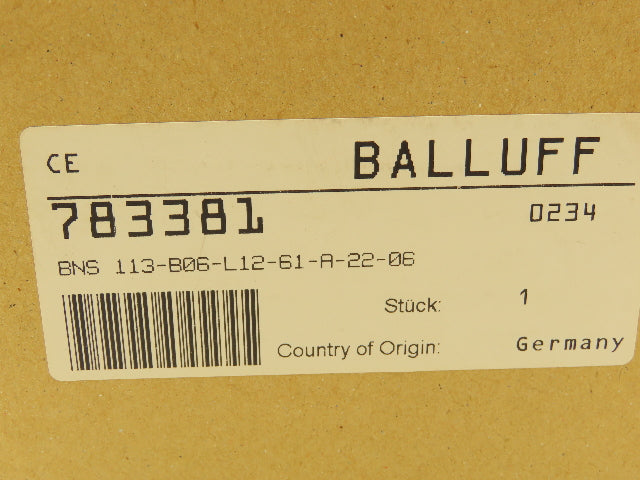 CE BALLUFF
783381 0234
BNS 113-B06-L12-61-A-22-06
Stück: 1
Country of Origin: Germany